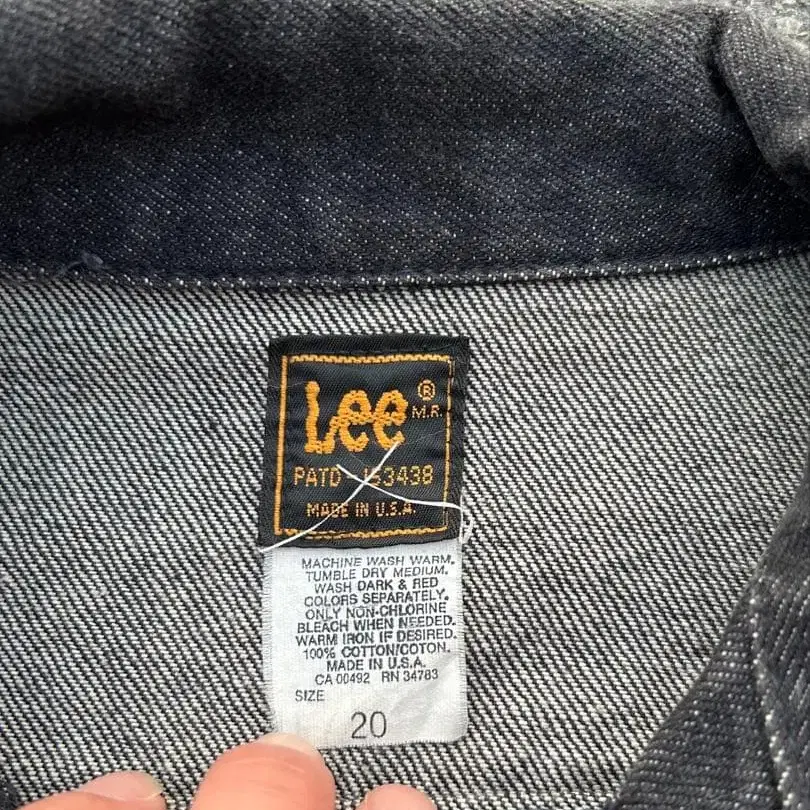 Lee®
M.R.
PATD 153438
MADE IN U.S.A.
MACHINE WASH WARM.
TUMBLE DRY MEDIUM.
WASH DARK & RED
COLORS SEPARATELY.
ONLY NON-CHLORINE
BLEACH WHEN NEEDED.
WARM IRON IF DESIRED.
100% COTTON/COTON.
MADE IN U.S.A.
CA 00492 RN 34783
SIZE
20